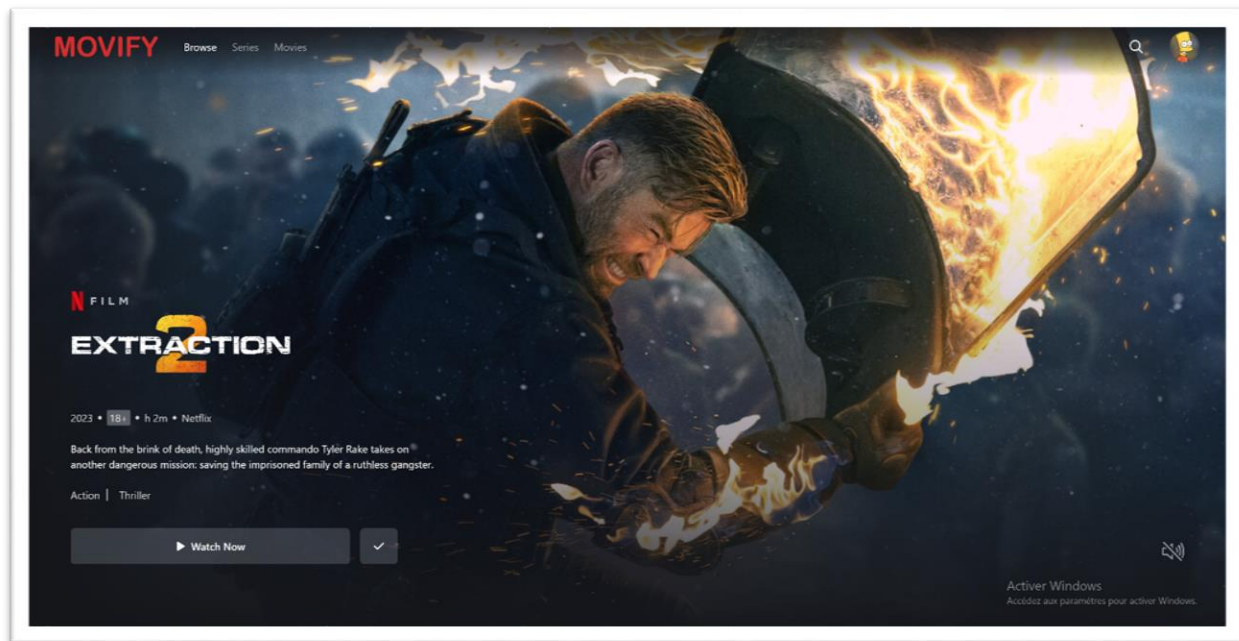 MOVIFY Browse Series Movies
N FILM
EXTRACTION 2
2023 • 18+ • h 2m • Netflix
Back from the brink of death, highly skilled commando Tyler Rake takes on
another dangerous mission: saving the imprisoned family of a ruthless gangster.
Action | Thriller
Watch Now
Activer Windows
Accédez aux paramètres pour activer Windows.